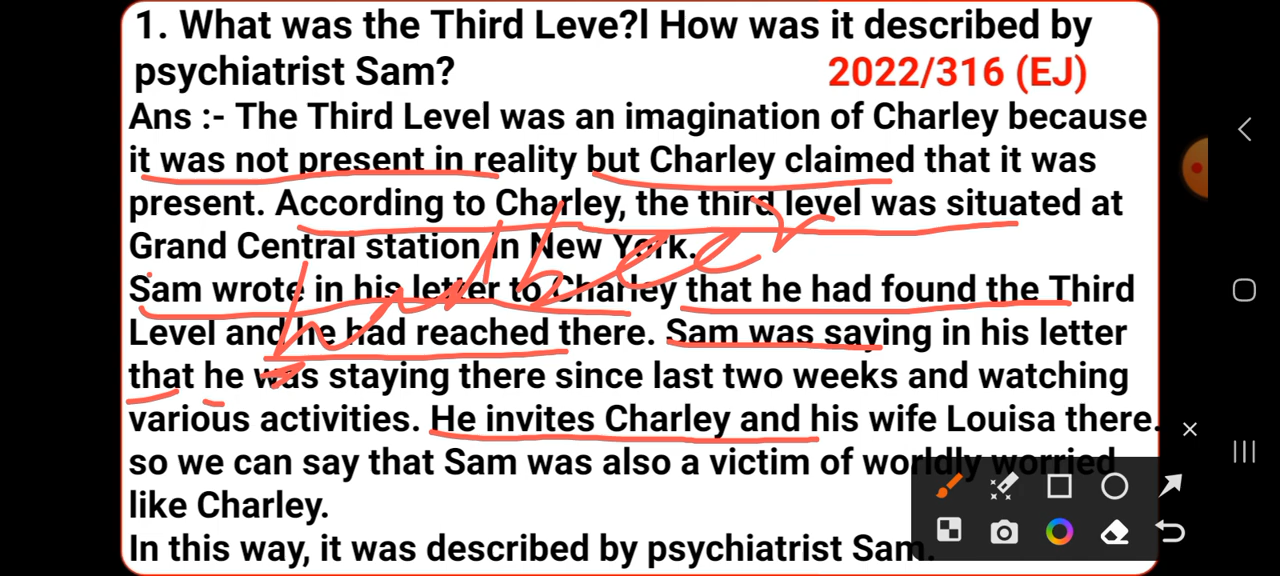 1. What was the Third Leve?l How was it described by
psychiatrist Sam? 2022/316 (EJ)
Ans :- The Third Level was an imagination of Charley because
it was not present in reality but Charley claimed that it was
present. According to Charley, the third level was situated at
Grand Central station in New York.
Sam wrote in his letter to Charley that he had found the Third
Level and he had reached there. Sam was saying in his letter
had been
that he was staying there since last two weeks and watching
various activities. He invites Charley and his wife Louisa there.
so we can say that Sam was also a victim of worldly worried
like Charley.
In this way, it was described by psychiatrist Sam.